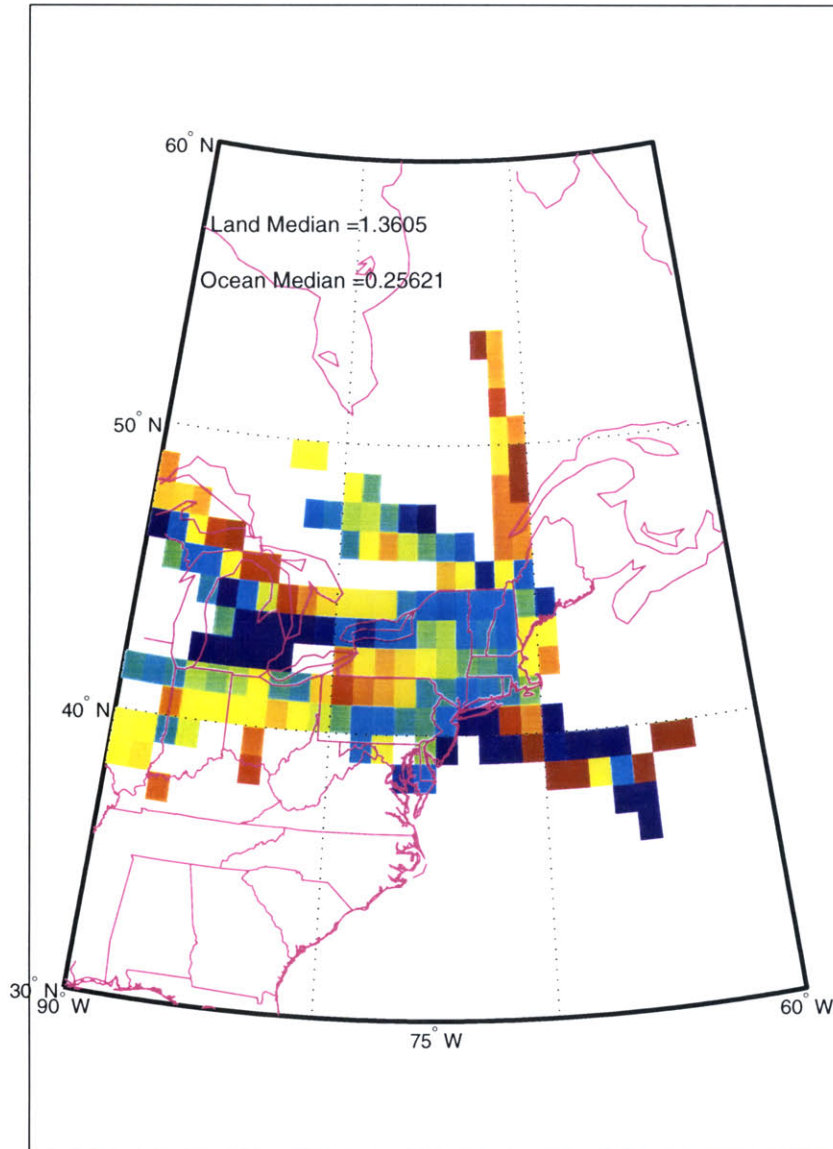 60° N
Land Median =1.3605
Ocean Median =0.25621
50° N
40° N
30° N
90° W
75° W
60° W